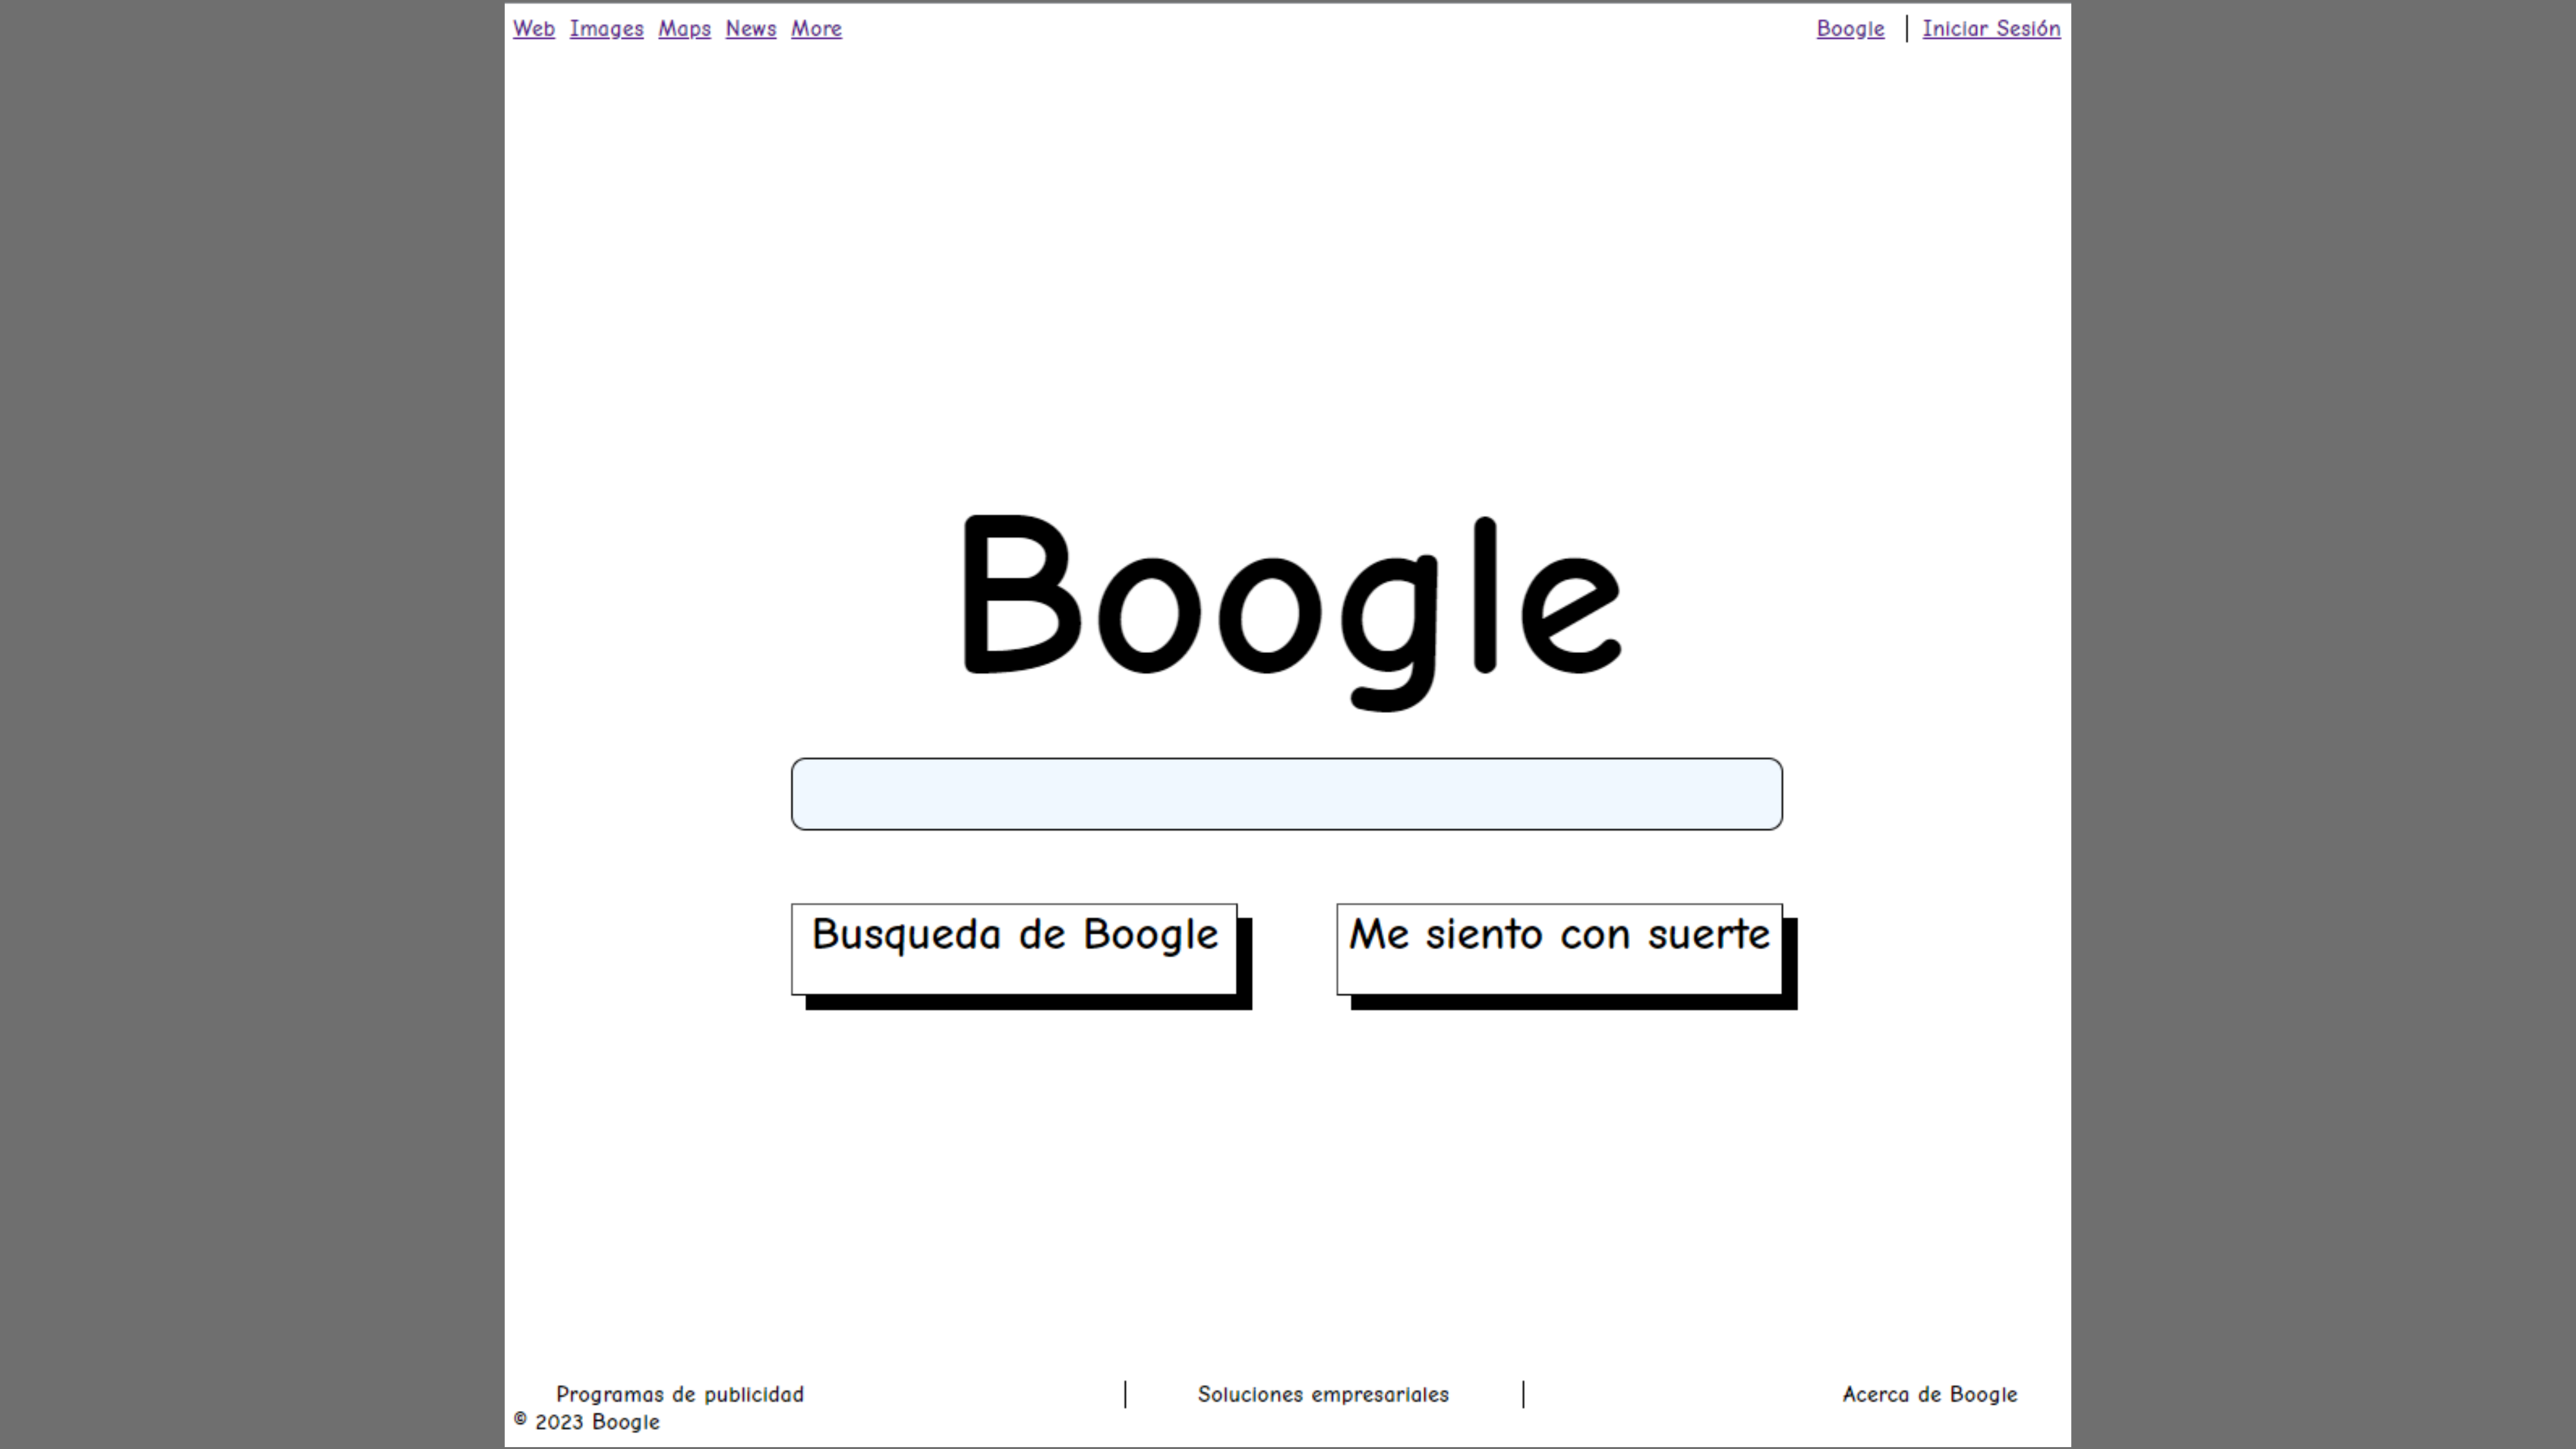 Web Images Maps News More Boogle | Iniciar Sesión
Boogle
Busqueda de Boogle Me siento con suerte
Programas de publicidad | Soluciones empresariales | Acerca de Boogle
© 2023 Boogle